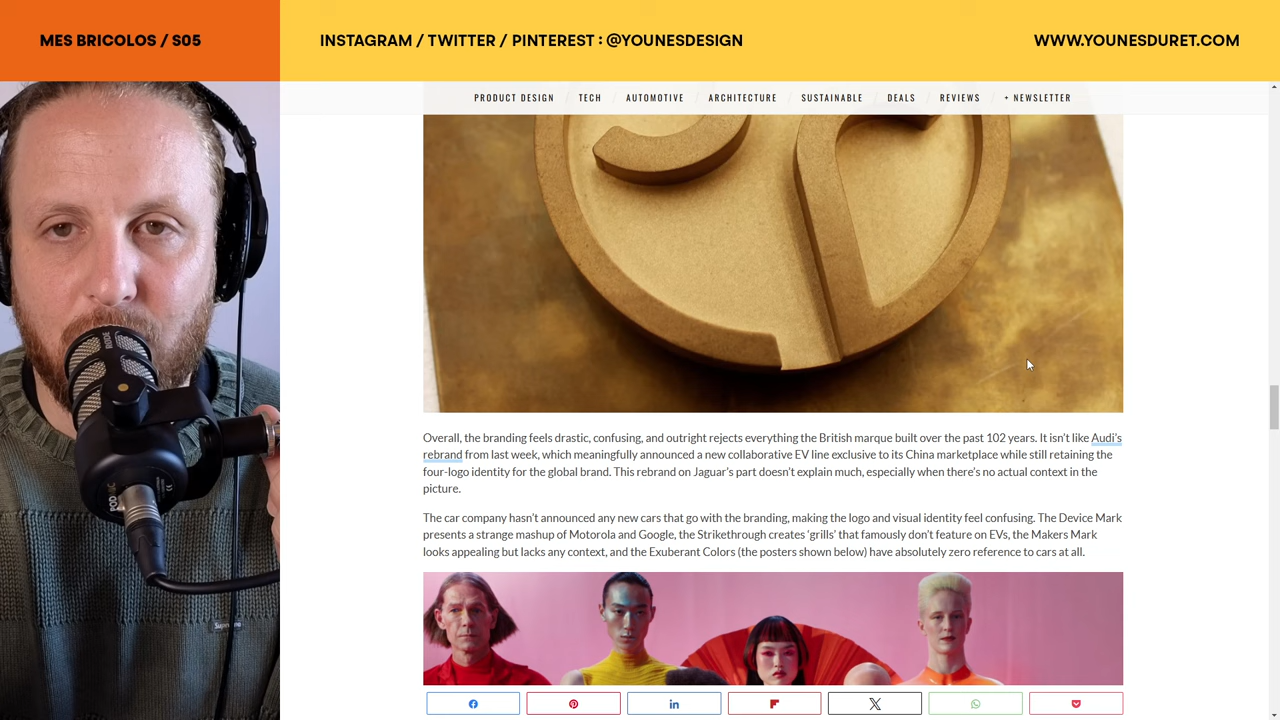 MES BRICOLOS / S05
INSTAGRAM / TWITTER / PINTEREST : @YOUNESDESIGN
WWW.YOUNESDURET.COM
PRODUCT DESIGN / TECH / AUTOMOTIVE / ARCHITECTURE / SUSTAINABLE / DEALS / REVIEWS / + NEWSLETTER
Overall, the branding feels drastic, confusing, and outright rejects everything the British marque built over the past 102 years. It isn't like Audi's
rebrand from last week, which meaningfully announced a new collaborative EV line exclusive to its China marketplace while still retaining the
four-logo identity for the global brand. This rebrand on Jaguar's part doesn't explain much, especially when there's no actual context in the
picture.
The car company hasn't announced any new cars that go with the branding, making the logo and visual identity feel confusing. The Device Mark
presents a strange mashup of Motorola and Google, the Strikethrough creates 'grills' that famously don't feature on EVs, the Makers Mark
looks appealing but lacks any context, and the Exuberant Colors (the posters shown below) have absolutely zero reference to cars at all.
RØDE
PODMIC
Supreme